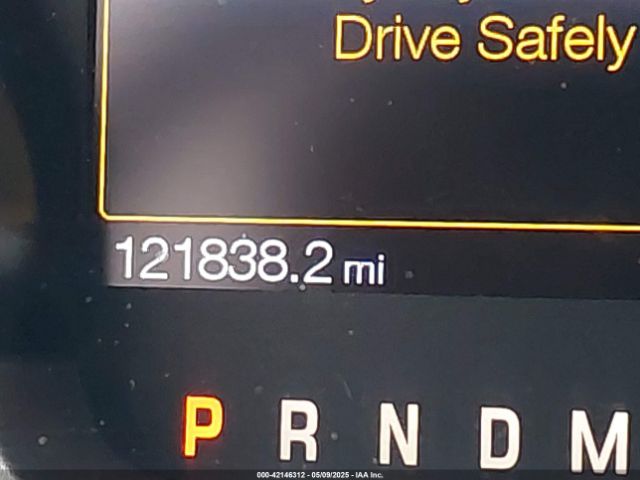 Drive Safely
121838.2 mi
P R N D M
000-42146312 - 05/09/2025 - IAA Inc.